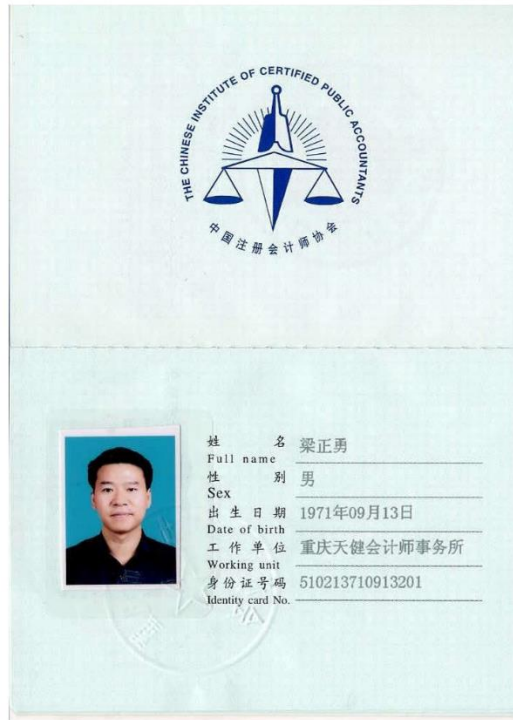 THE CHINESE INSTITUTE OF CERTIFIED PUBLIC ACCOUNTANTS
中国注册会计师协会
姓 名 梁正勇
Full name
性 别 男
Sex
出生日期 1971年09月13日
Date of birth
工作单位 重庆天健会计师事务所
Working unit
身份证号码 510213710913201
Identity card No.